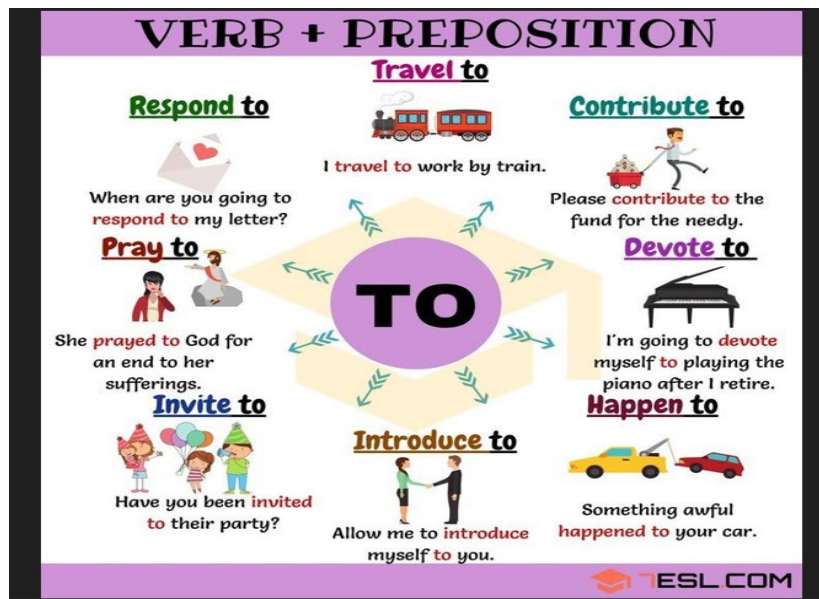 VERB + PREPOSITION
Travel to
I travel to work by train.
Respond to
When are you going to
respond to my letter?
Contribute to
Please contribute to the
fund for the needy.
Pray to
She prayed to God for
an end to her
sufferings.
TO
Devote to
I'm going to devote
myself to playing the
piano after I retire.
Invite to
Have you been invited
to their party?
Introduce to
Allow me to introduce
myself to you.
Happen to
Something awful
happened to your car.
7ESL.COM